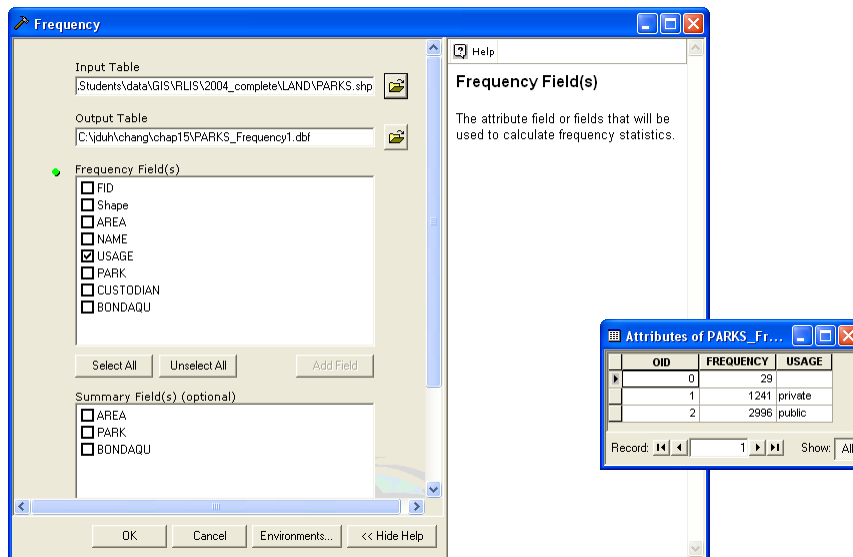 Frequency
Input Table
.Students\data\GIS\RLIS\2004_complete\LAND\PARKS.shp
Output Table
C:\jduh\chang\chap15\PARKS_Frequency1.dbf
Frequency Field(s)
FID
Shape
AREA
NAME
USAGE
PARK
CUSTODIAN
BONDAQU
Select All Unselect All Add Field
Summary Field(s) (optional)
AREA
PARK
BONDAQU
OK Cancel Environments... << Hide Help
Help
Frequency Field(s)
The attribute field or fields that will be
used to calculate frequency statistics.
Attributes of PARKS_Fr...
OID FREQUENCY USAGE
0 29
1 1241 private
2 2996 public
Record: 1 Show: All